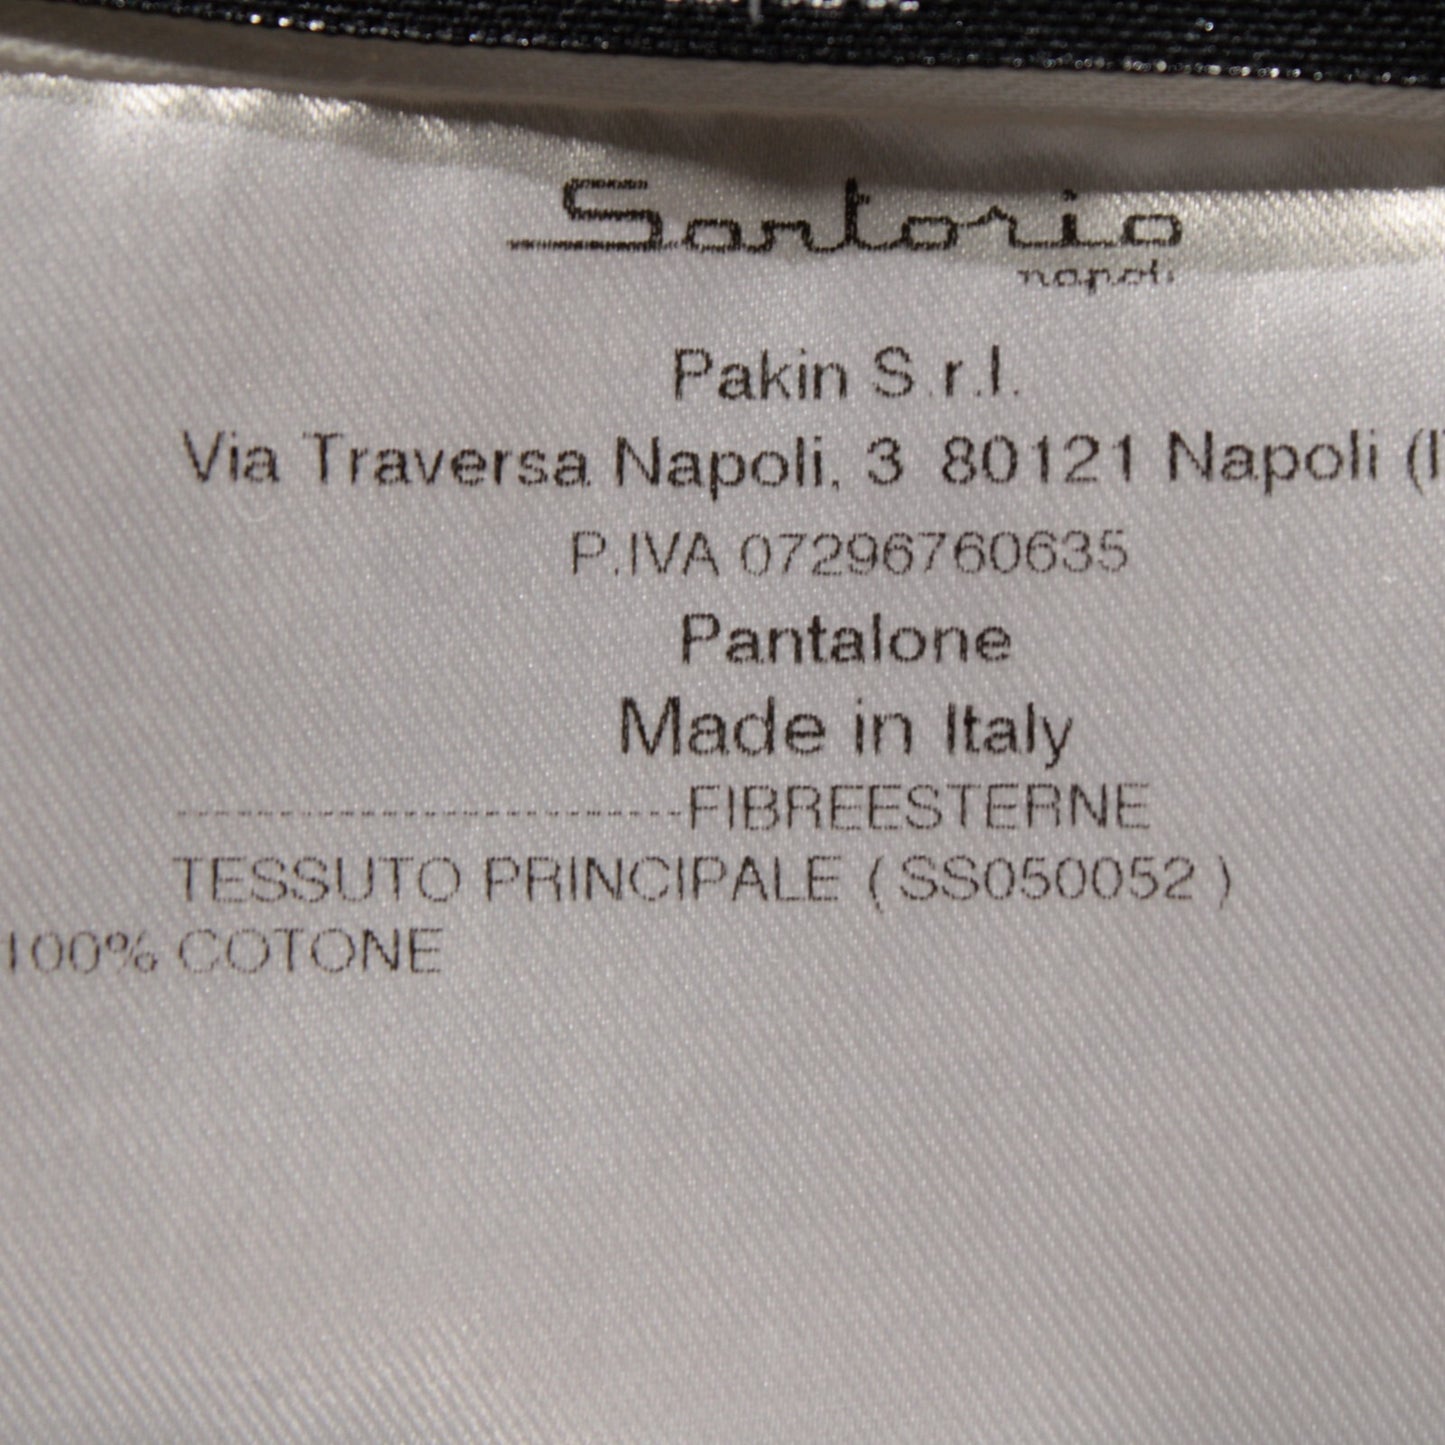 Sartorio
napoli
Pakin S.r.l.
Via Traversa Napoli, 3 80121 Napoli
P.IVA 07296760635
Pantalone
Made in Italy
-----------------------FIBREESTERNE
TESSUTO PRINCIPALE ( SS050052 )
100% COTONE